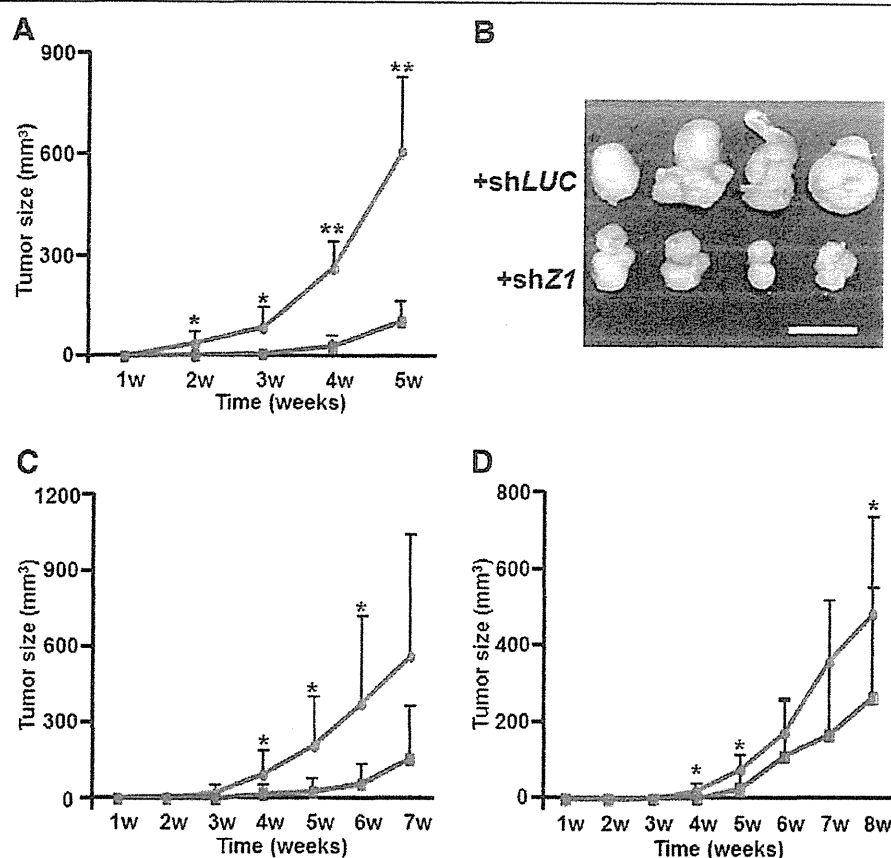 A
900
600
300
0
Tumor size (mm³)
*
*
**
**
1w 2w 3w 4w 5w
Time (weeks)
B
+shLUC
+shZ1
C
1200
900
600
300
0
Tumor size (mm³)
*
*
*
1w 2w 3w 4w 5w 6w 7w
Time (weeks)
D
800
600
400
200
0
Tumor size (mm³)
*
*
*
1w 2w 3w 4w 5w 6w 7w 8w
Time (weeks)